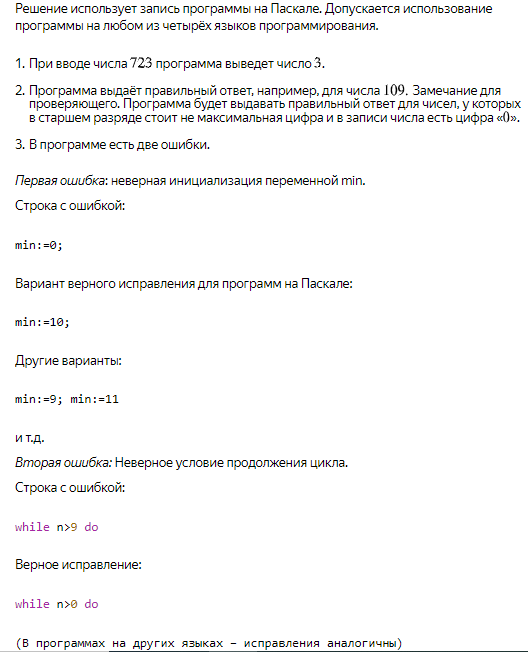 Решение использует запись программы на Паскале. Допускается использование
программы на любом из четырёх языков программирования.
1. При вводе числа 723 программа выведет число 3.
2. Программа выдаёт правильный ответ, например, для числа 109. Замечание для
проверяющего. Программа будет выдавать правильный ответ для чисел, у которых
в старшем разряде стоит не максимальная цифра и в записи числа есть цифра «0».
3. В программе есть две ошибки.
Первая ошибка: неверная инициализация переменной min.
Строка с ошибкой:
min:=0;
Вариант верного исправления для программ на Паскале:
min:=10;
Другие варианты:
min:=9; min:=11
и т.д.
Вторая ошибка: Неверное условие продолжения цикла.
Строка с ошибкой:
while n>9 do
Верное исправление:
while n>0 do
(В программах на других языках – исправления аналогичны)